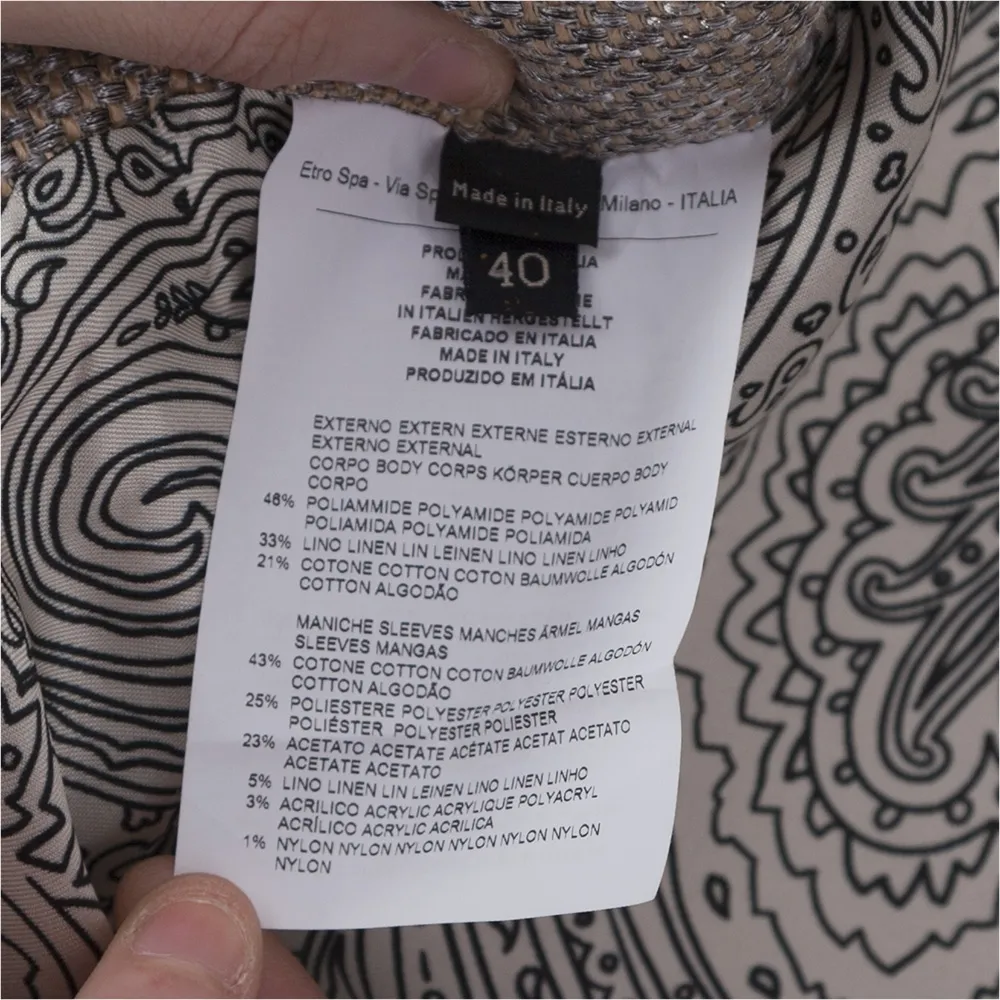 Etro Spa - Via Sp Made in Italy Milano - ITALIA
40
IN ITALIEN HERGESTELLT
FABRICADO EN ITALIA
MADE IN ITALY
PRODUZIDO EM ITÁLIA
EXTERNO EXTERN EXTERNE ESTERNO EXTERNAL
EXTERNO EXTERNAL
CORPO BODY CORPS KÖRPER CUERPO BODY
CORPO
46% POLIAMMIDE POLYAMIDE POLYAMIDE POLYAMID
POLIAMIDA POLYAMIDE POLIAMIDA
33% LINO LINEN LIN LEINEN LINO LINEN LINHO
21% COTONE COTTON COTON BAUMWOLLE ALGODÓN
COTTON ALGODÃO
MANICHE SLEEVES MANCHES ÄRMEL MANGAS
SLEEVES MANGAS
43% COTONE COTTON COTON BAUMWOLLE ALGODÓN
COTTON ALGODÃO
25% POLIESTERE POLYESTER POLYESTER POLYESTER
POLIÉSTER POLYESTER POLIESTER
23% ACETATO ACETATE ACÉTATE ACETAT ACETATO
ACETATE ACETATO
5% LINO LINEN LIN LEINEN LINO LINEN LINHO
3% ACRILICO ACRYLIC ACRYLIQUE POLYACRYL
ACRÍLICO ACRYLIC ACRILICA
1% NYLON NYLON NYLON NYLON NYLON NYLON
NYLON